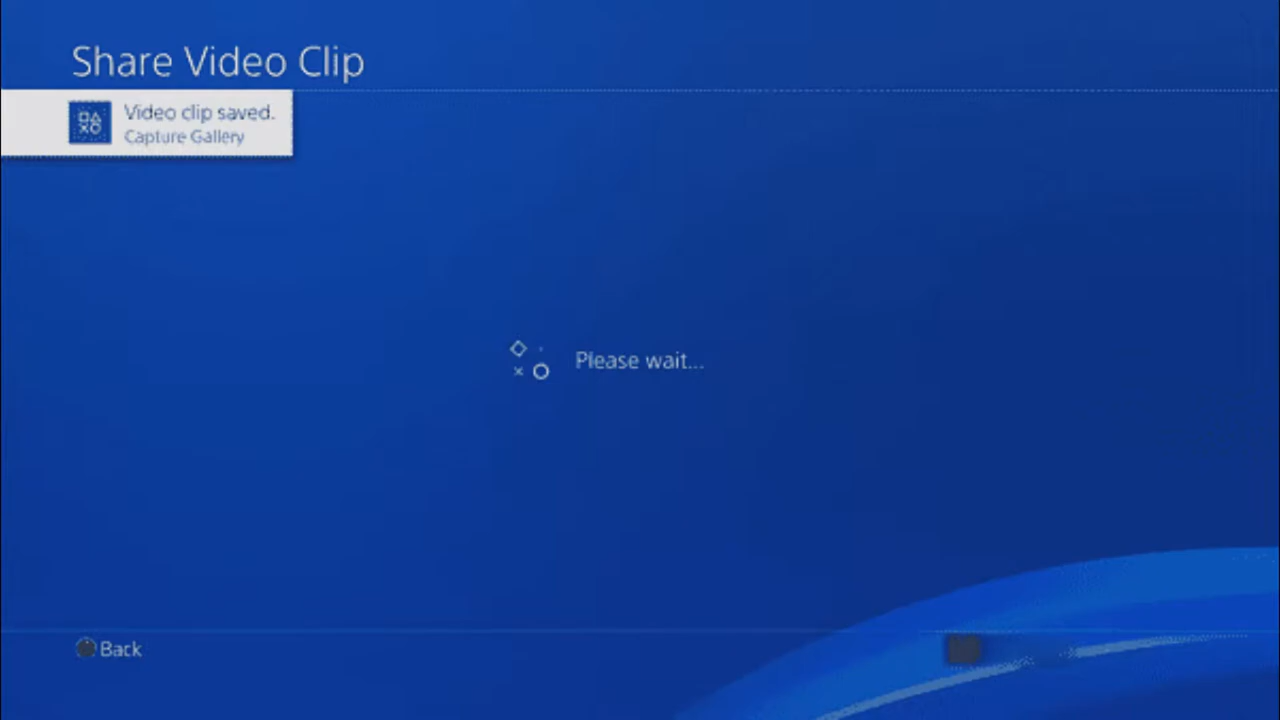 Share Video Clip
Video clip saved.
Capture Gallery
Please wait...
Back